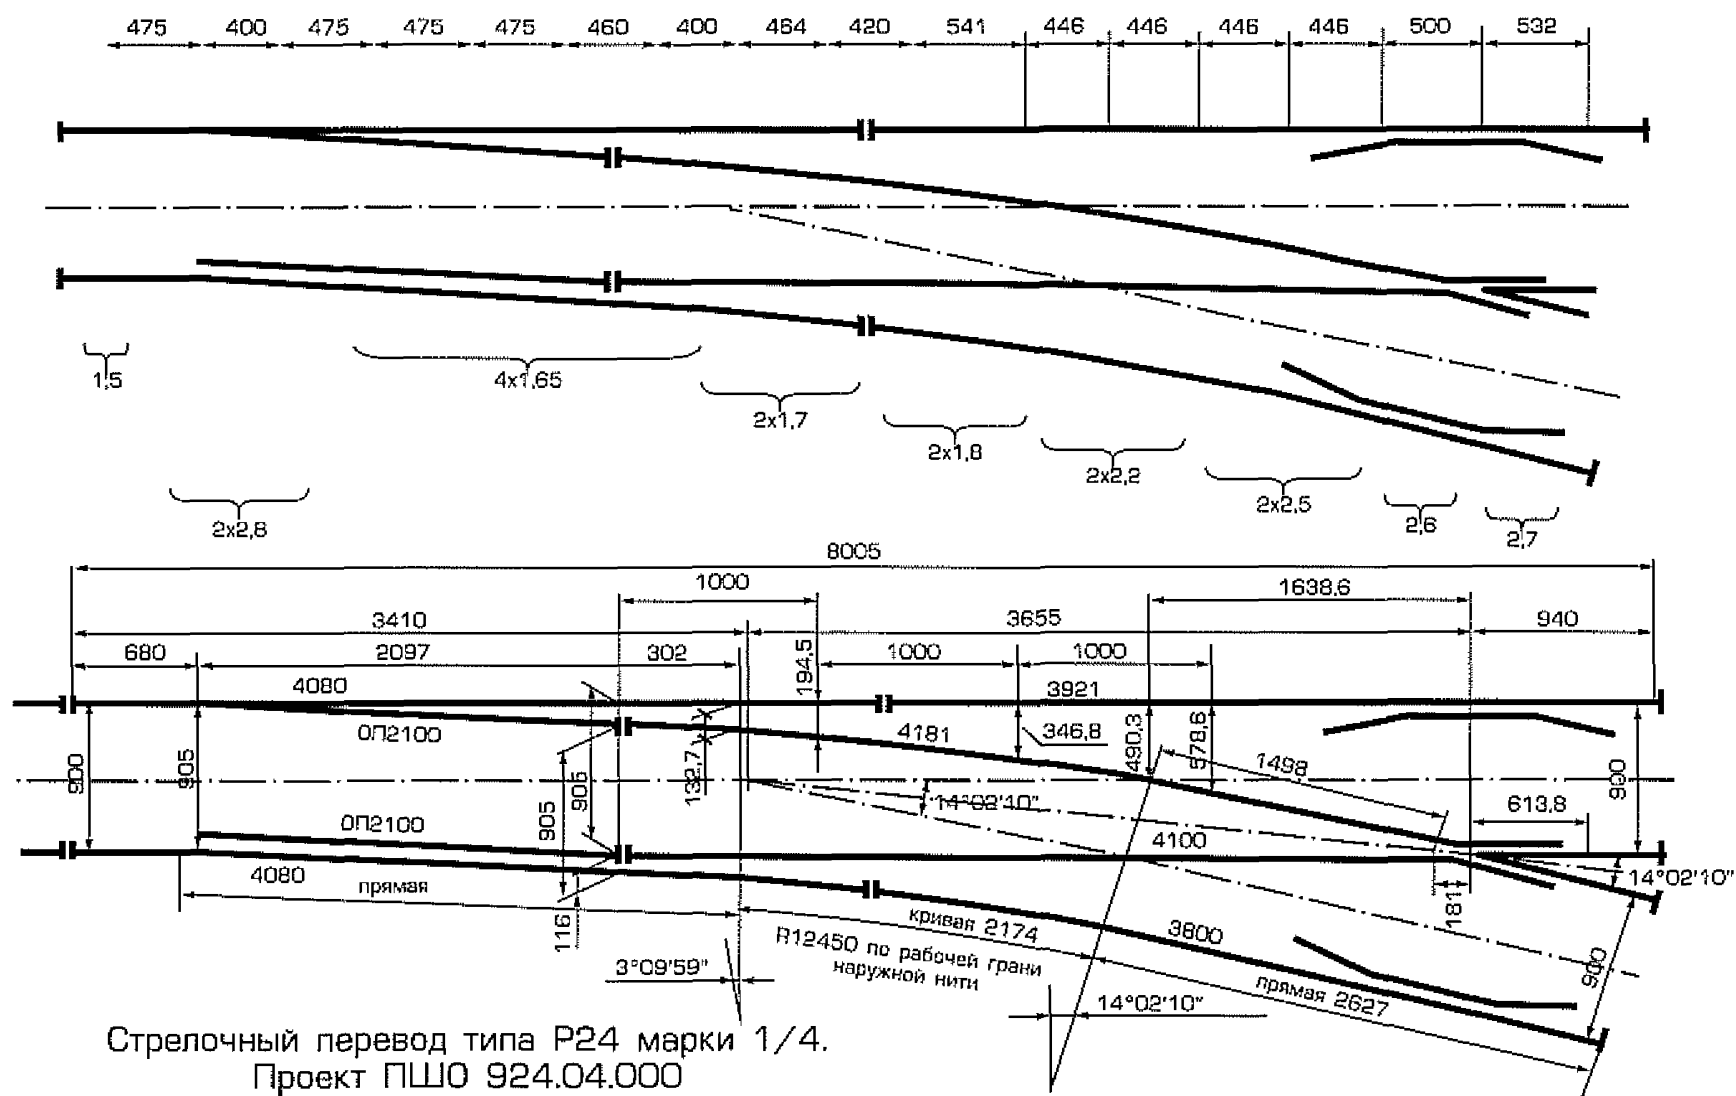 475 400 475 475 475 460 400 464 420 541 446 446 446 446 500 532
1,5
4x1,65
2x1,7
2x1,8
2x2,2
2x2,5
2,6
2,7
2x2,8
8005
1000
1638,6
3410
3655
940
680
2097
302
194,5
1000
1000
4080
3921
0П2100
132,7
4181
346,8
490,3
578,6
1498
900
905
905
905
14°02'10"
900
613,8
0П2100
4100
4080
прямая
116
14°02'10"
1811
кривая 2174
3800
R12450 по рабочей грани
наружной нити
900
3°09'59"
прямая 2627
14°02'10"
Стрелочный перевод типа Р24 марки 1/4.
Проект ПШО 924.04.000